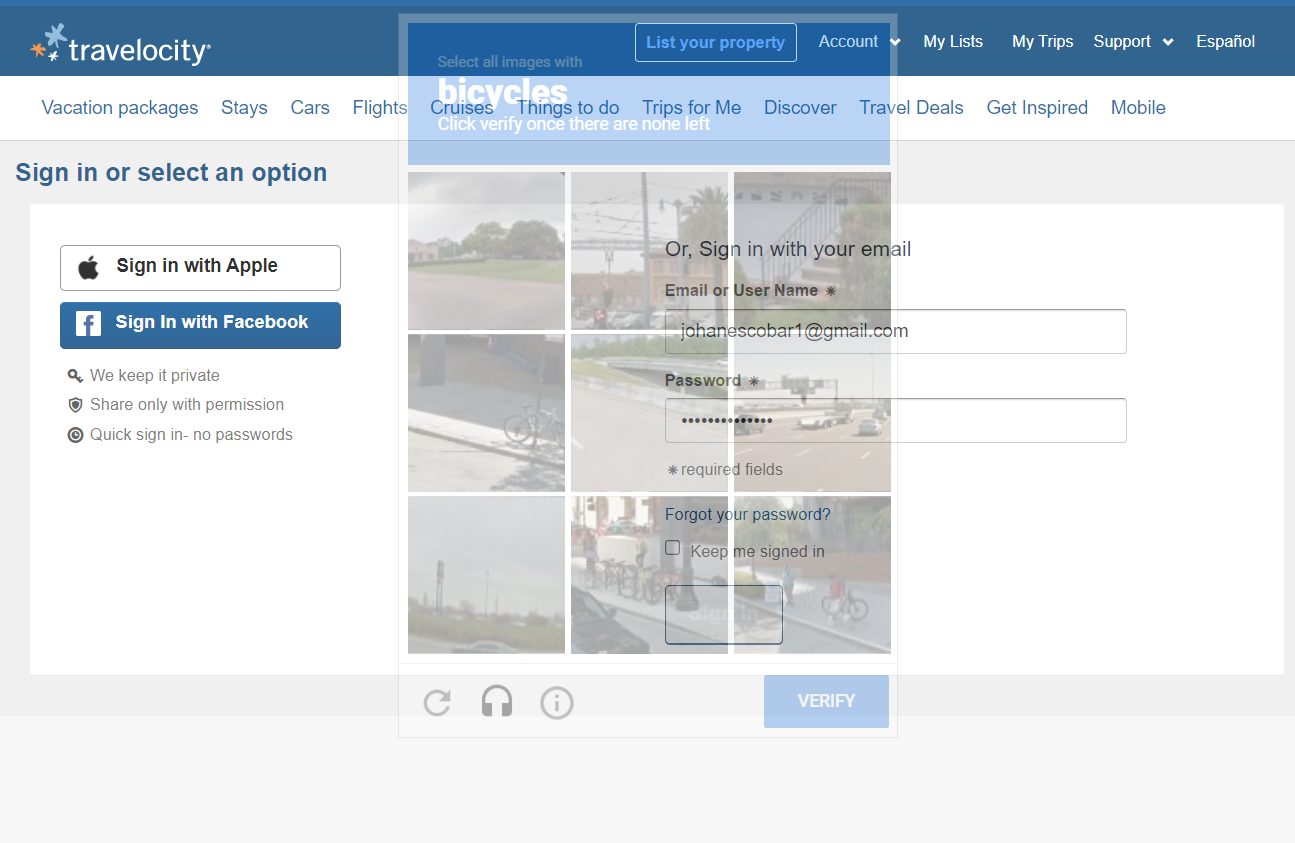 travelocity
List your property
Account
My Lists
My Trips
Support
Español
Vacation packages
Stays
Cars
Flights
Cruises
Things to do
Trips for Me
Discover
Travel Deals
Get Inspired
Mobile
Select all images with
bicycles
Click verify once there are none left
Sign in or select an option
Sign in with Apple
Sign In with Facebook
We keep it private
Share only with permission
Quick sign in- no passwords
Or, Sign in with your email
Email or User Name *
johanescobar1@gmail.com
Password *
••••••••••••••
* required fields
Forgot your password?
Keep me signed in
Sign in
VERIFY